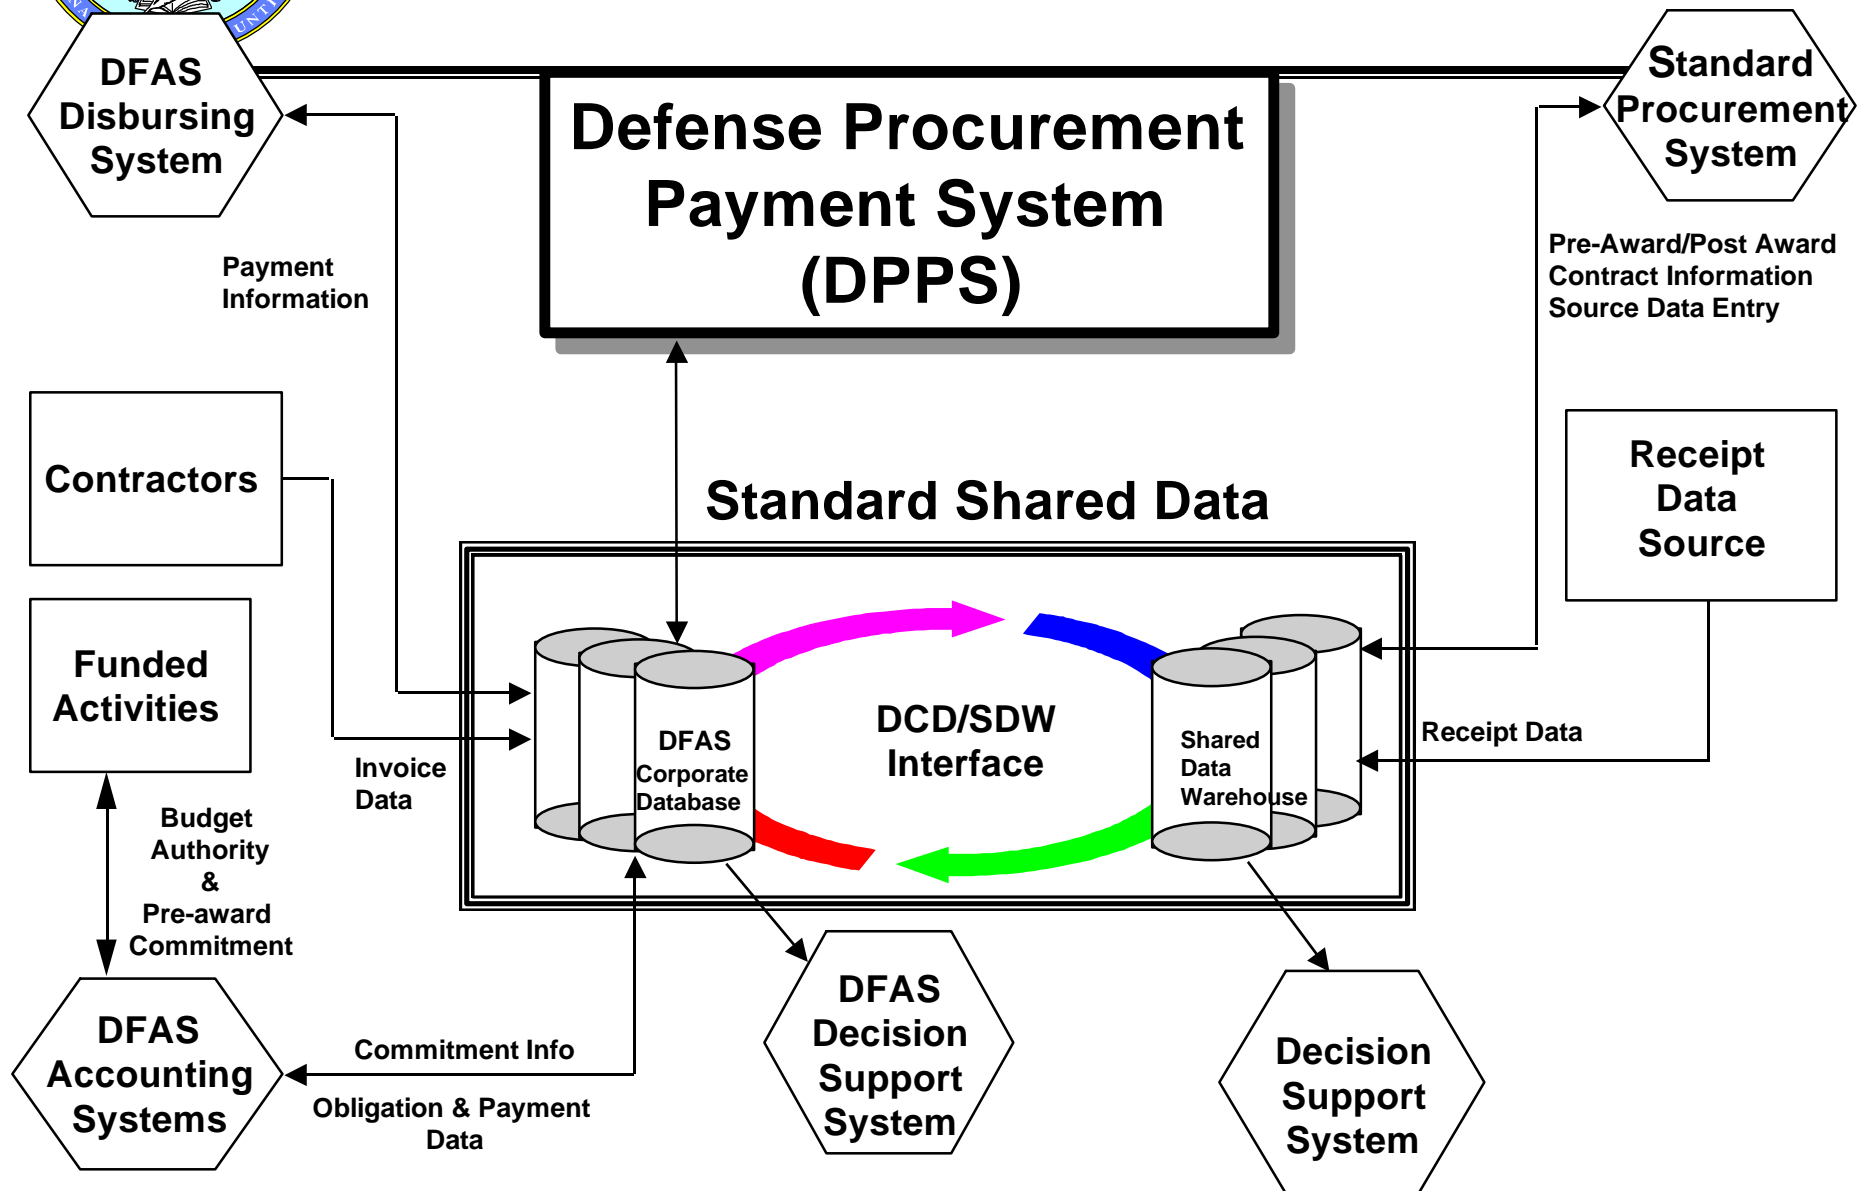 DFAS
Disbursing
System
Defense Procurement
Payment System
(DPPS)
Standard
Procurement
System
Payment
Information
Pre-Award/Post Award
Contract Information
Source Data Entry
Contractors
Receipt
Data
Source
Standard Shared Data
Funded
Activities
DCD/SDW
Interface
DFAS
Corporate
Database
Shared
Data
Warehouse
Receipt Data
Invoice
Data
Budget
Authority
&
Pre-award
Commitment
DFAS
Accounting
Systems
Commitment Info
Obligation & Payment
Data
DFAS
Decision
Support
System
Decision
Support
System